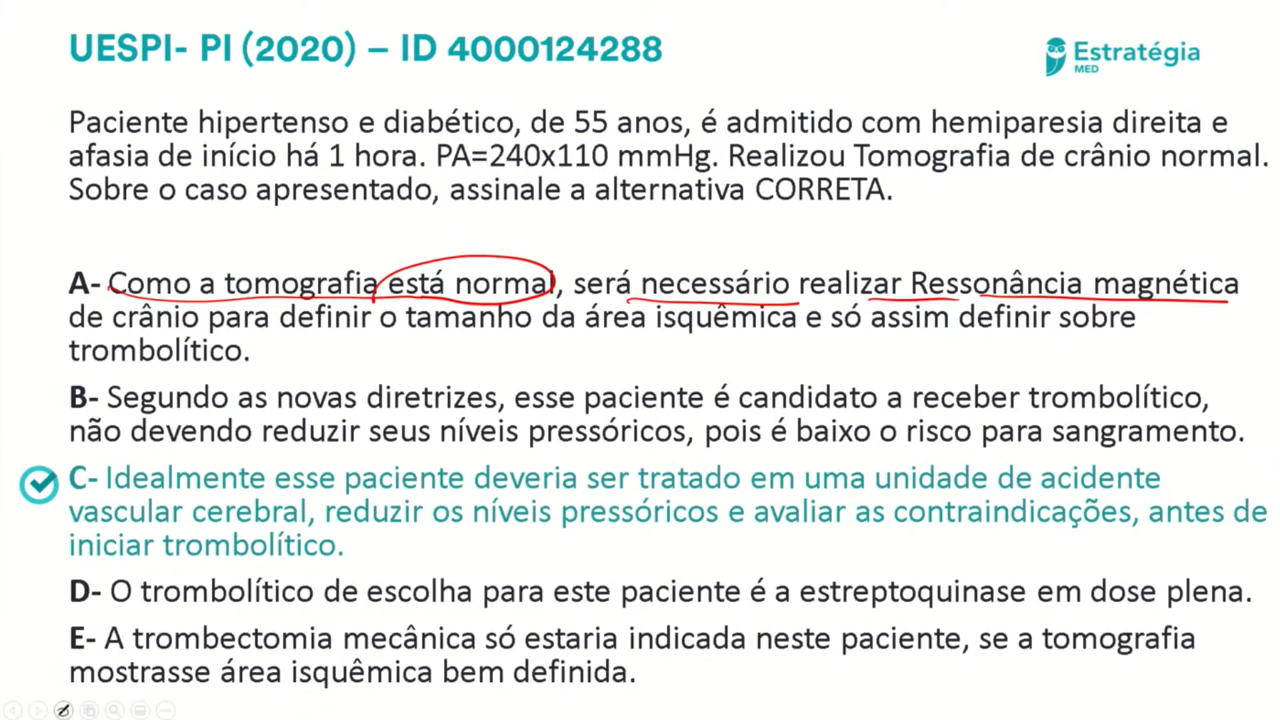 UESPI- PI (2020) – ID 4000124288
Estratégia
MED
Paciente hipertenso e diabético, de 55 anos, é admitido com hemiparesia direita e
afasia de início há 1 hora. PA=240x110 mmHg. Realizou Tomografia de crânio normal.
Sobre o caso apresentado, assinale a alternativa CORRETA.
A- Como a tomografia está normal, será necessário realizar Ressonância magnética
de crânio para definir o tamanho da área isquêmica e só assim definir sobre
trombolítico.
B- Segundo as novas diretrizes, esse paciente é candidato a receber trombolítico,
não devendo reduzir seus níveis pressóricos, pois é baixo o risco para sangramento.
C- Idealmente esse paciente deveria ser tratado em uma unidade de acidente
vascular cerebral, reduzir os níveis pressóricos e avaliar as contraindicações, antes de
iniciar trombolítico.
D- O trombolítico de escolha para este paciente é a estreptoquinase em dose plena.
E- A trombectomia mecânica só estaria indicada neste paciente, se a tomografia
mostrasse área isquêmica bem definida.